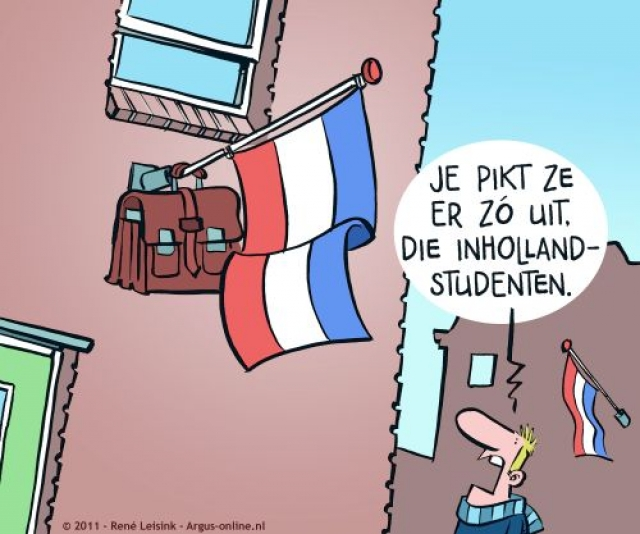 JE PIKT ZE
ER ZÓ UIT,
DIE INHOLLAND-
STUDENTEN.
© 2011 - René Leisink - Argus-online.nl